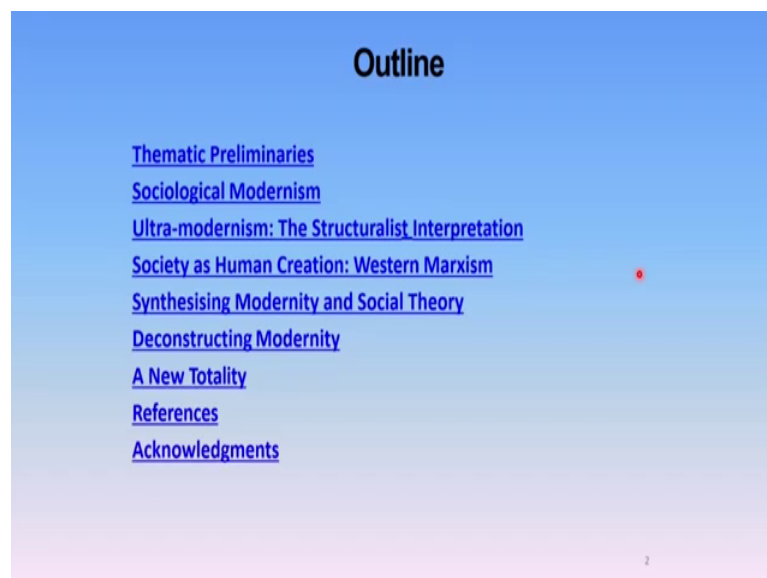 Outline
Thematic Preliminaries
Sociological Modernism
Ultra-modernism: The Structuralist Interpretation
Society as Human Creation: Western Marxism
Synthesising Modernity and Social Theory
Deconstructing Modernity
A New Totality
References
Acknowledgments
2